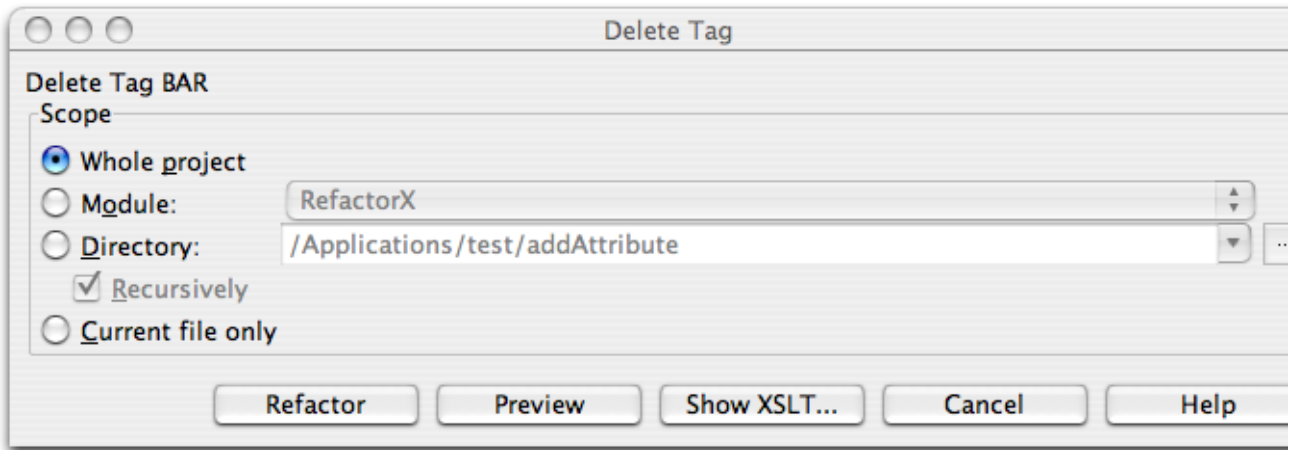 Delete Tag
Delete Tag BAR
Scope
Whole project
Module: RefactorX
Directory: /Applications/test/addAttribute ..
Recursively
Current file only
Refactor Preview Show XSLT... Cancel Help